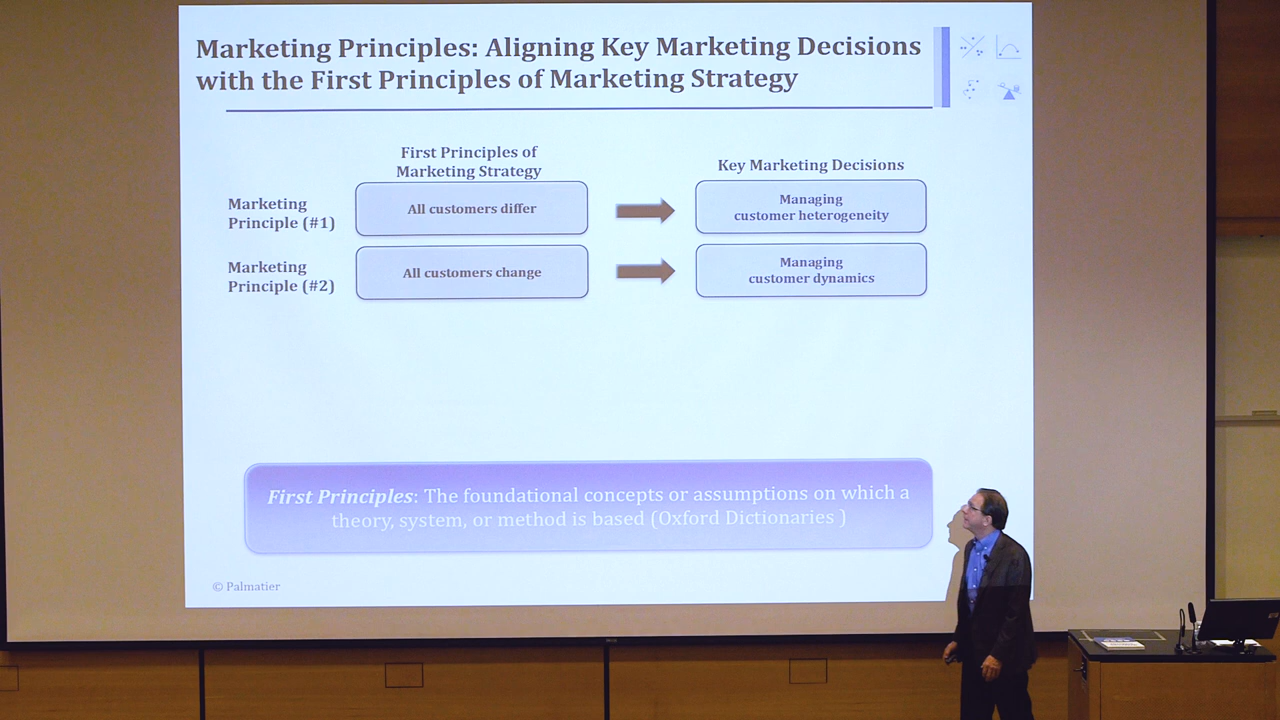 Marketing Principles: Aligning Key Marketing Decisions
with the First Principles of Marketing Strategy
First Principles of
Marketing Strategy
Key Marketing Decisions
Marketing
Principle (#1)
All customers differ
Managing
customer heterogeneity
Marketing
Principle (#2)
All customers change
Managing
customer dynamics
First Principles: The foundational concepts or assumptions on which a
theory, system, or method is based (Oxford Dictionaries )
© Palmatier